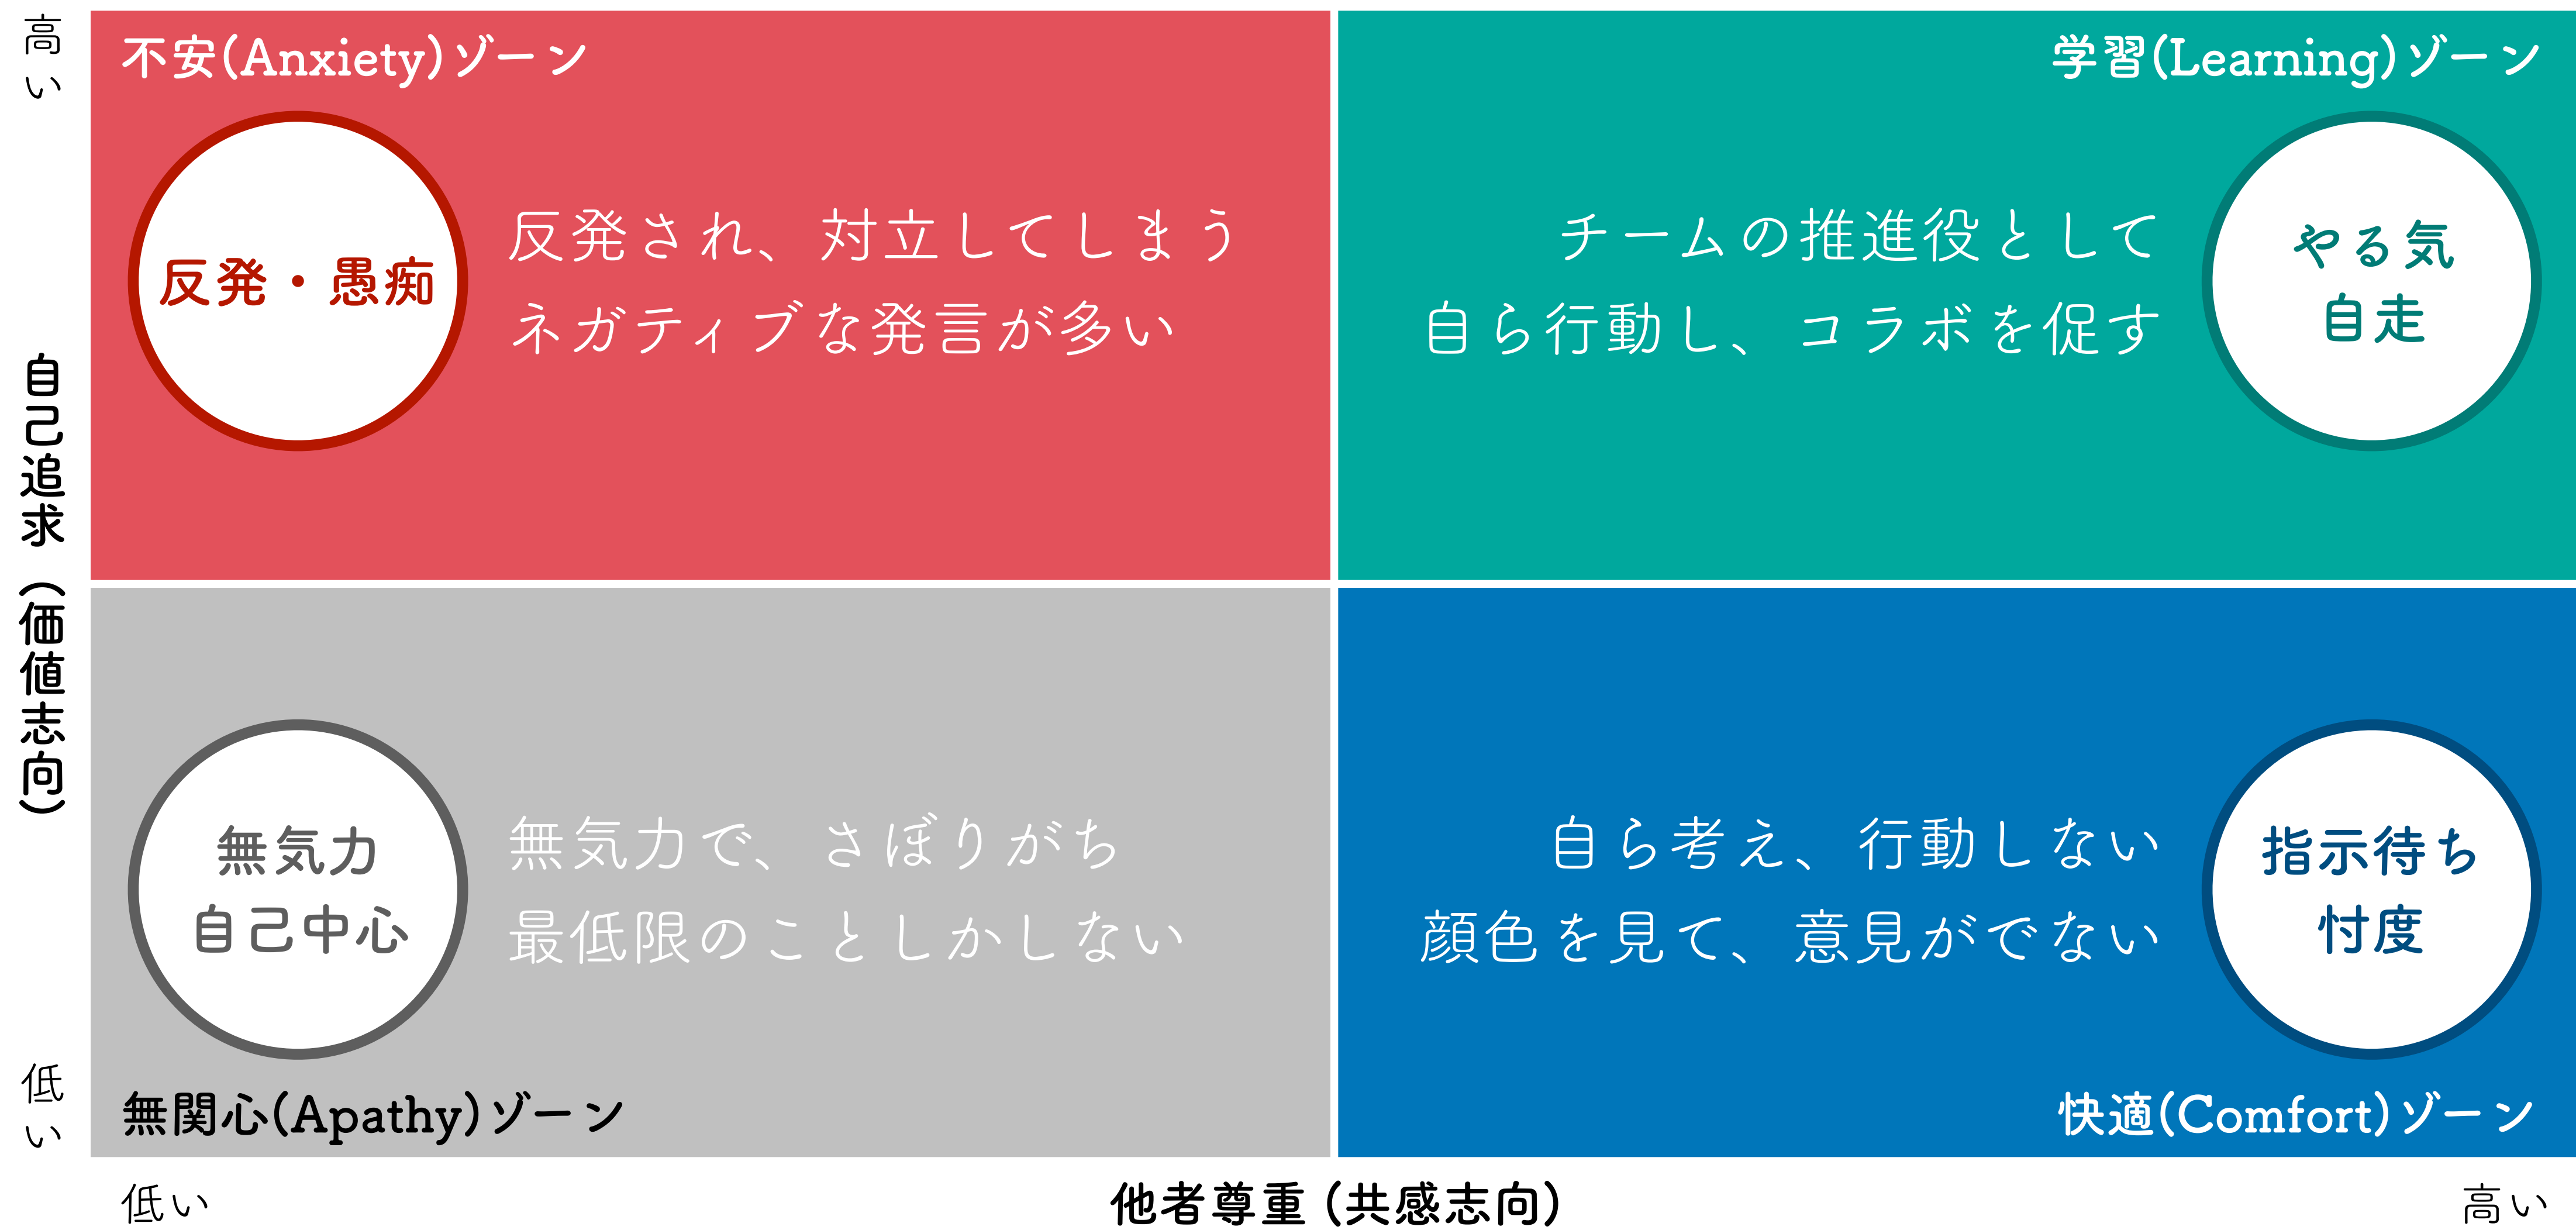 高い
自己追求（価値志向）
低い
不安(Anxiety)ゾーン
反発・愚痴
反発され、対立してしまう
ネガティブな発言が多い
学習(Learning)ゾーン
チームの推進役として
自ら行動し、コラボを促す
やる気
自走
無気力
自己中心
無気力で、さぼりがち
最低限のことしかしない
無関心(Apathy)ゾーン
自ら考え、行動しない
顔色を見て、意見がでない
指示待ち
忖度
快適(Comfort)ゾーン
低い
他者尊重 (共感志向)
高い